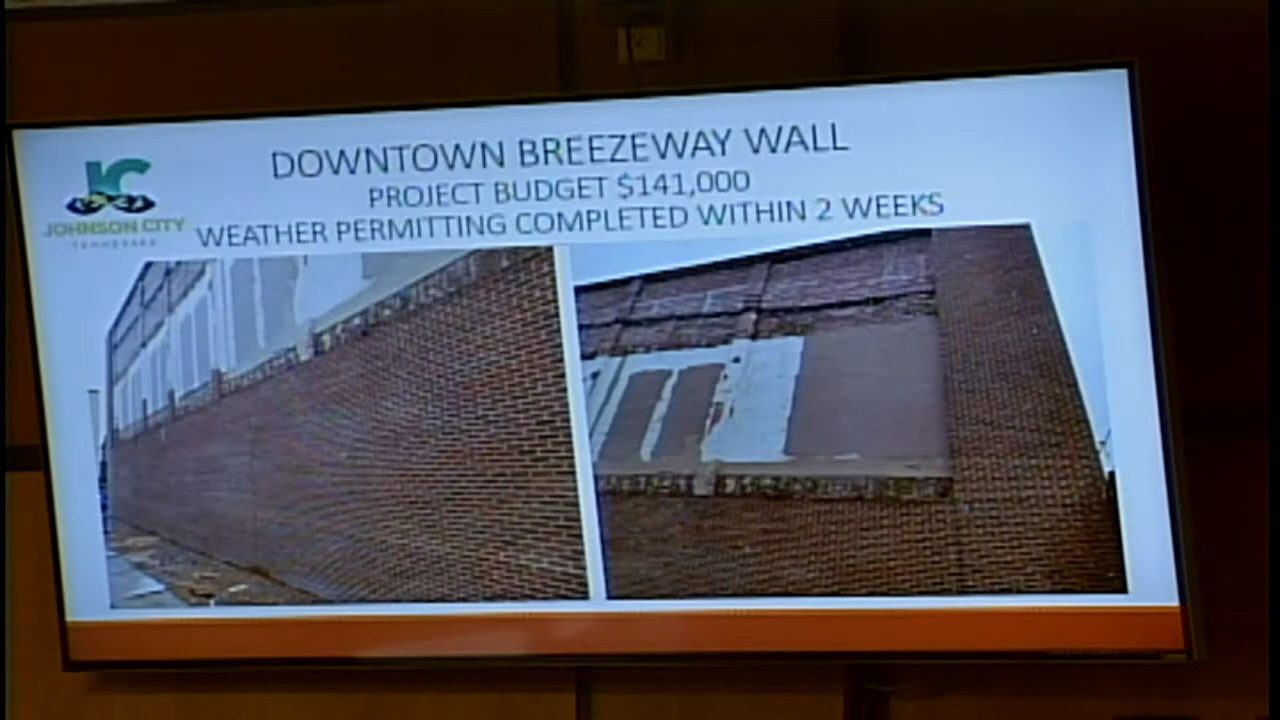 DOWNTOWN BREEZEWAY WALL
PROJECT BUDGET $141,000
WEATHER PERMITTING COMPLETED WITHIN 2 WEEKS
JC
JOHNSON CITY
TENNESSEE